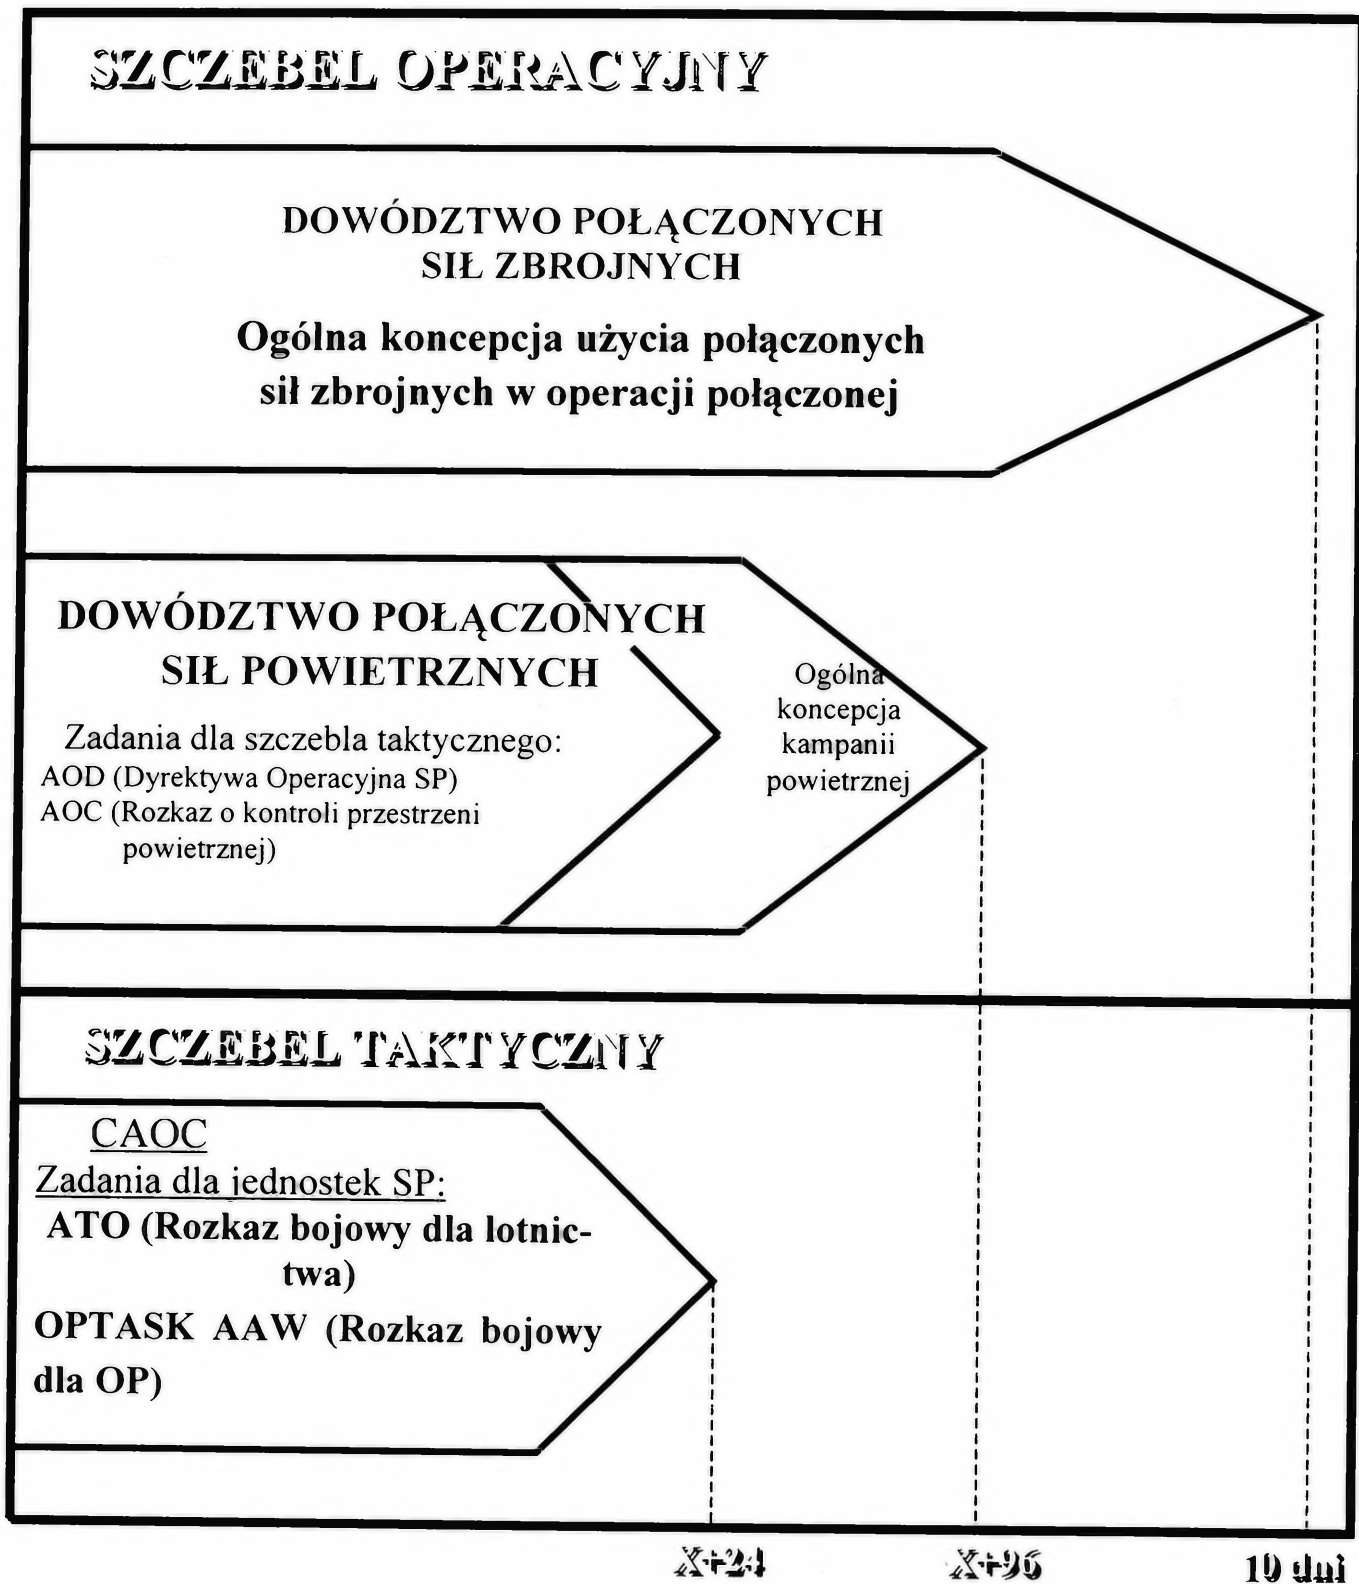 SZCZEBEL OPERACYJNY
DOWÓDZTWO POŁĄCZONYCH
SIŁ ZBROJNYCH
Ogólna koncepcja użycia połączonych
sił zbrojnych w operacji połączonej
DOWÓDZTWO POŁĄCZONYCH
SIŁ POWIETRZNYCH
Zadania dla szczebla taktycznego:
AOD (Dyrektywa Operacyjna SP)
AOC (Rozkaz o kontroli przestrzeni
powietrznej)
Ogólna
koncepcja
kampanii
powietrznej
SZCZEBEL TAKTYCZNY
CAOC
Zadania dla jednostek SP:
ATO (Rozkaz bojowy dla lotnic-
twa)
OPTASK AAW (Rozkaz bojowy
dla OP)
X+24
X+96
10 dni